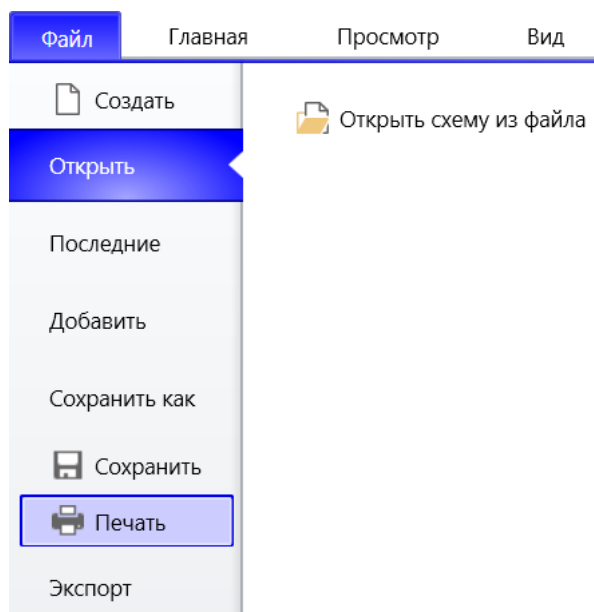 Файл Главная Просмотр Вид
Создать
Открыть схему из файла
Открыть
Последние
Добавить
Сохранить как
Сохранить
Печать
Экспорт